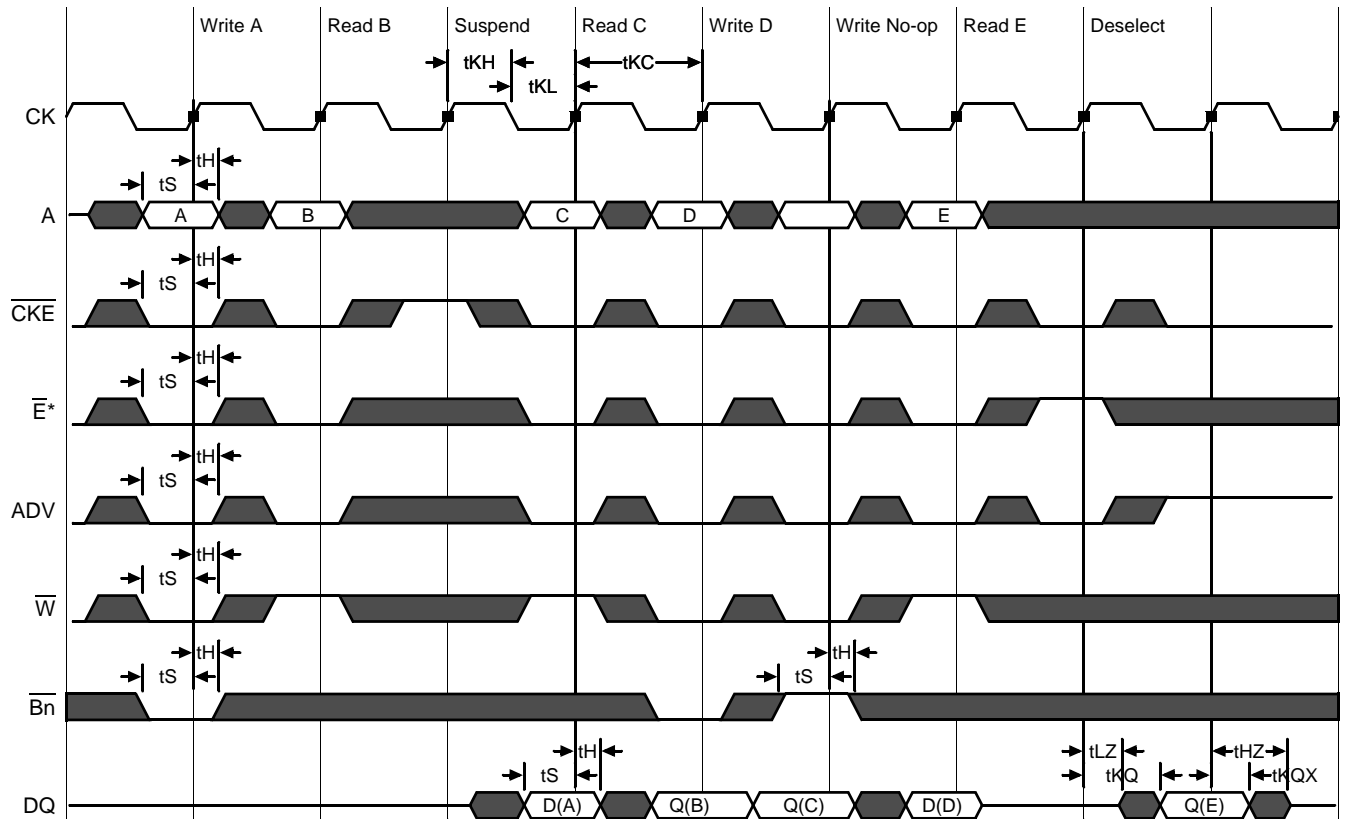 Write A Read B Suspend Read C Write D Write No-op Read E Deselect
tKH tKC
tKL
CK
tH
tS
A A B C D E
tH
tS
CKE
tH
tS
E*
tH
tS
ADV
tH
tS
W
tH tH
tS tS
Bn
tH tLZ tHZ
tS tKQ tKQX
DQ D(A) Q(B) Q(C) D(D) Q(E)